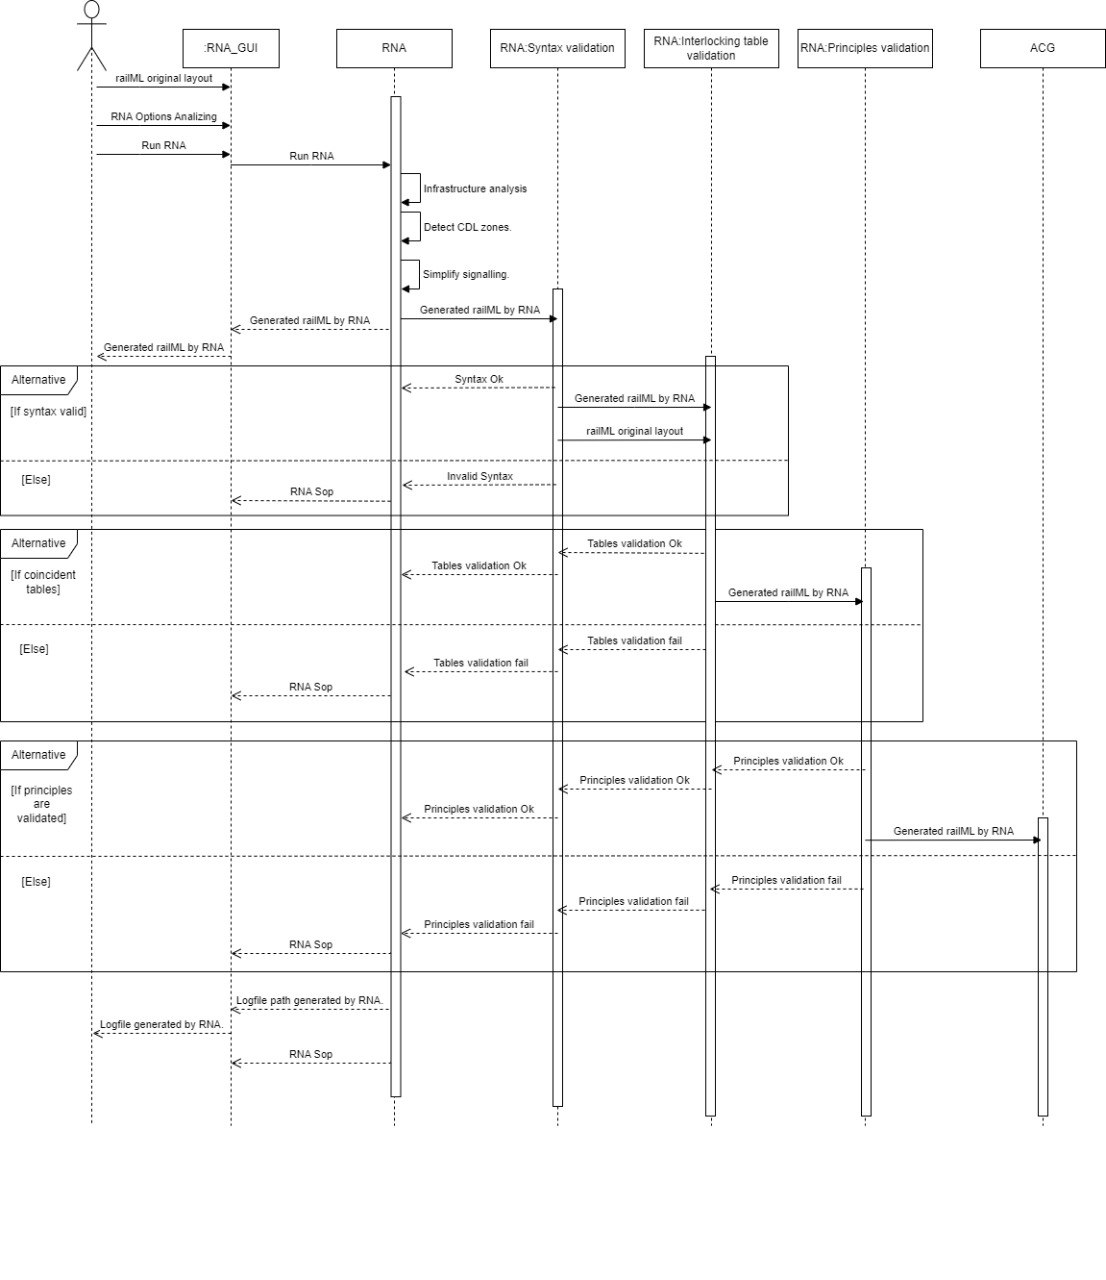 :RNA_GUI
RNA
RNA:Syntax validation
RNA:Interlocking table
validation
RNA:Principles validation
ACG
railML original layout
RNA Options Analizing
Run RNA
Run RNA
Infrastructure analysis
Detect CDL zones.
Simplify signalling.
Generated railML by RNA
Generated railML by RNA
Generated railML by RNA
Alternative
Syntax Ok
Generated railML by RNA
[If syntax valid]
railML original layout
Invalid Syntax
[Else]
RNA Sop
Alternative
Tables validation Ok
Tables validation Ok
[If coincident
tables]
Generated railML by RNA
Tables validation fail
[Else]
Tables validation fail
RNA Sop
Alternative
Principles validation Ok
Principles validation Ok
[If principles
are
validated]
Principles validation Ok
Generated railML by RNA
[Else]
Principles validation fail
Principles validation fail
Principles validation fail
RNA Sop
Logfile path generated by RNA.
Logfile generated by RNA.
RNA Sop